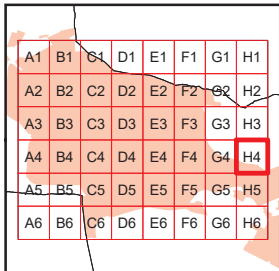 A1 B1 C1 D1 E1 F1 G1 H1
A2 B2 C2 D2 E2 F2 G2 H2
A3 B3 C3 D3 E3 F3 G3 H3
A4 B4 C4 D4 E4 F4 G4 H4
A5 B5 C5 D5 E5 F5 G5 H5
A6 B6 C6 D6 E6 F6 G6 H6